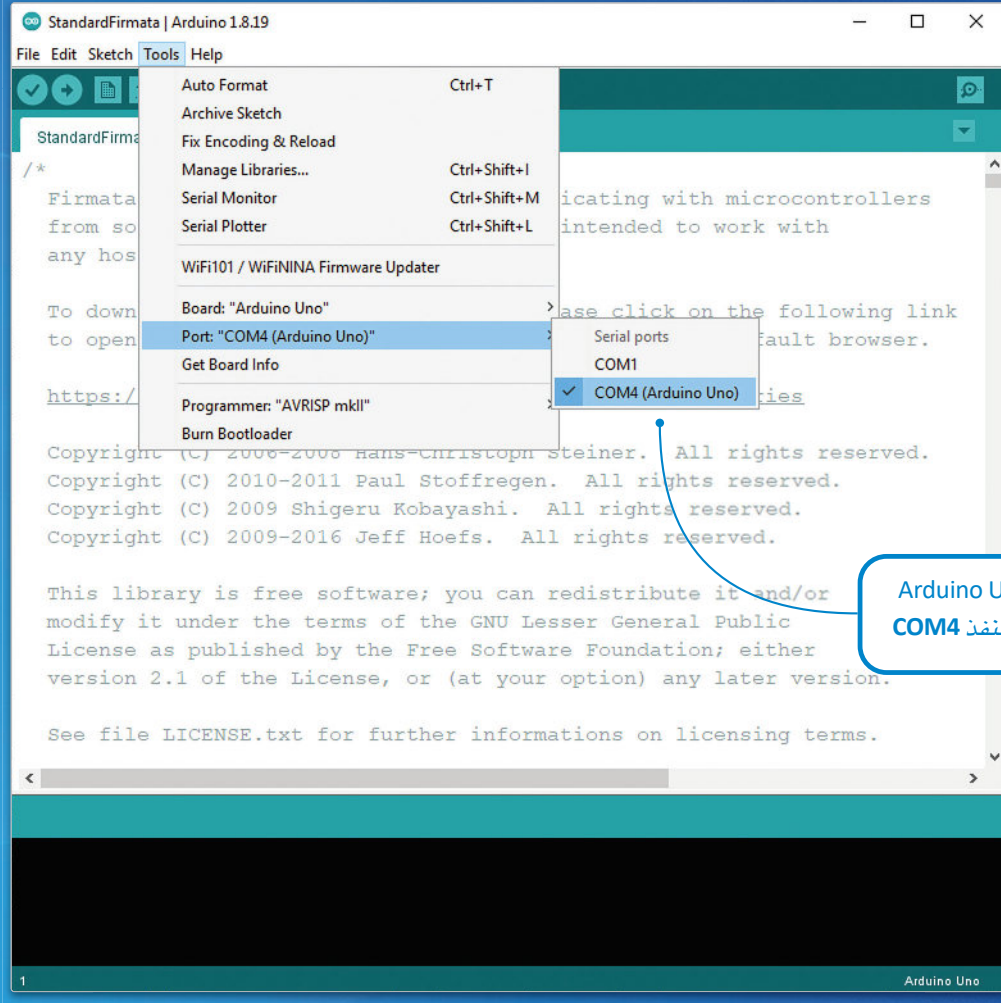 StandardFirmata | Arduino 1.8.19
File Edit Sketch Tools Help
Auto Format Ctrl+T
Archive Sketch
Fix Encoding & Reload
Manage Libraries... Ctrl+Shift+I
Serial Monitor Ctrl+Shift+M
Serial Plotter Ctrl+Shift+L
WiFi101 / WiFiNINA Firmware Updater
Board: "Arduino Uno"
Port: "COM4 (Arduino Uno)"
Get Board Info
Programmer: "AVRISP mkII"
Burn Bootloader
Serial ports
COM1
COM4 (Arduino Uno)
StandardFirma
/*
Firmata icating with microcontrollers
from so intended to work with
any hos
To down ase click on the following link
to open fault browser.
https:/ ies
Copyright (C) 2006-2008 Hans-Christoph Steiner. All rights reserved.
Copyright (C) 2010-2011 Paul Stoffregen. All rights reserved.
Copyright (C) 2009 Shigeru Kobayashi. All rights reserved.
Copyright (C) 2009-2016 Jeff Hoefs. All rights reserved.
This library is free software; you can redistribute it and/or
modify it under the terms of the GNU Lesser General Public
License as published by the Free Software Foundation; either
version 2.1 of the License, or (at your option) any later version.
See file LICENSE.txt for further informations on licensing terms.
Arduino U
نفذ COM4
1 Arduino Uno